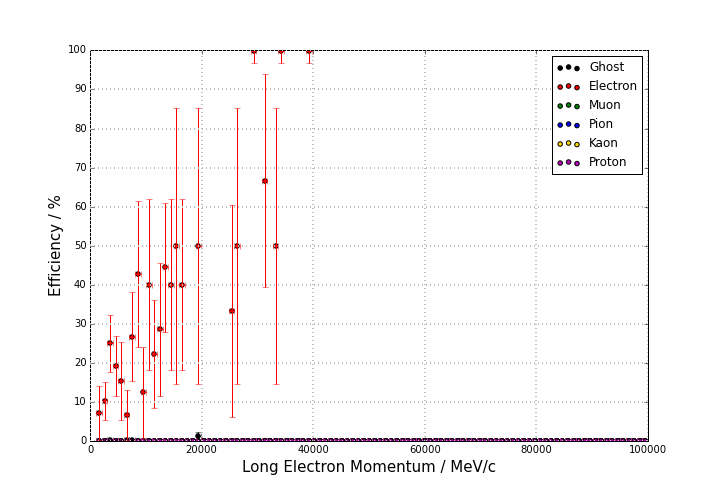 100
90
80
70
60
50
40
30
20
10
0
Efficiency / %
0 20000 40000 60000 80000 100000
Long Electron Momentum / MeV/c
Ghost
Electron
Muon
Pion
Kaon
Proton